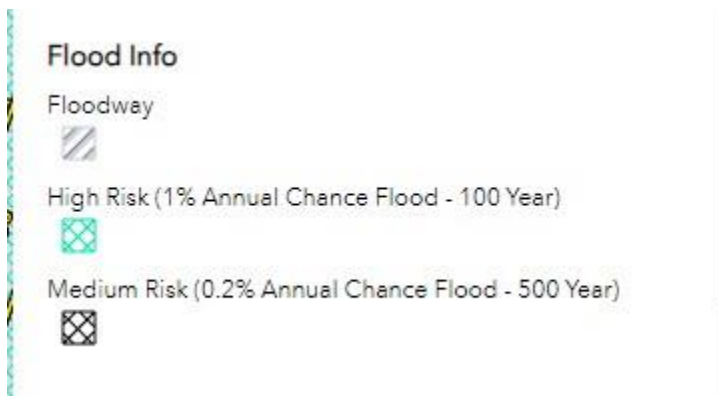 Flood Info
Floodway
High Risk (1% Annual Chance Flood - 100 Year)
Medium Risk (0.2% Annual Chance Flood - 500 Year)